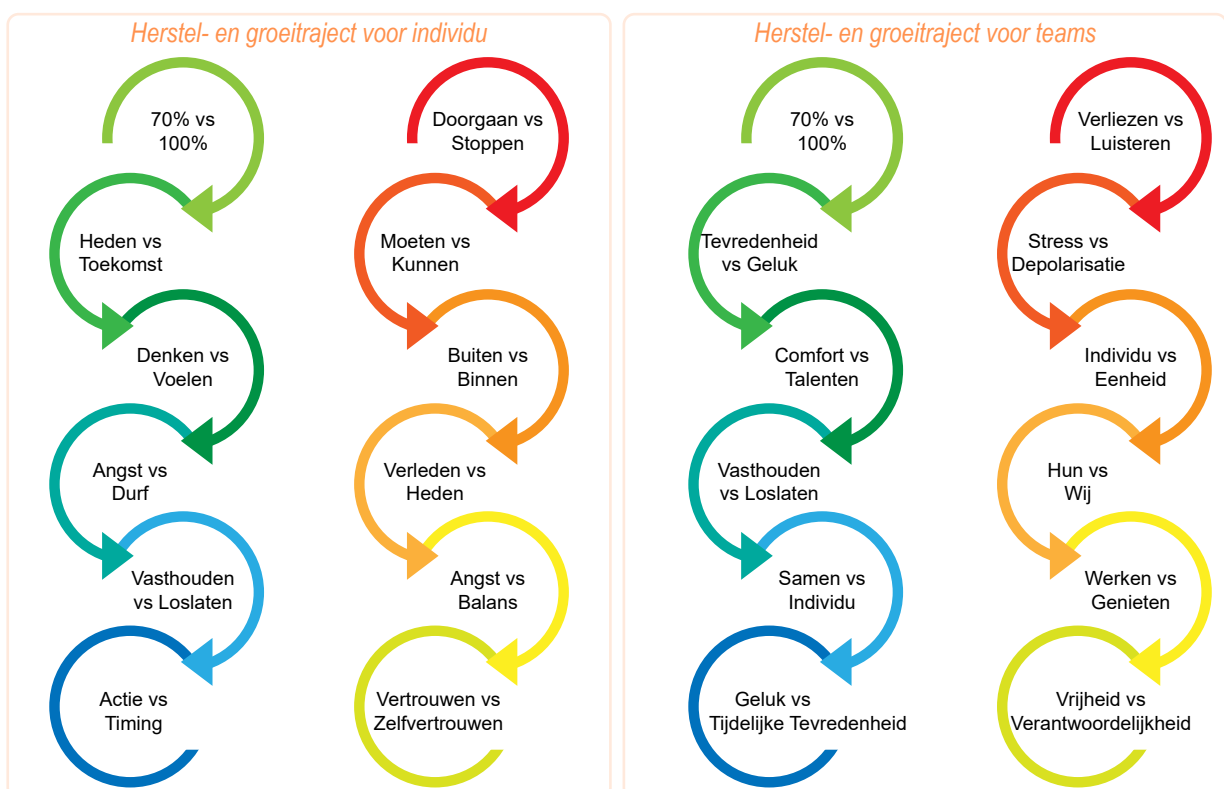 Herstel- en groeitraject voor individu
70% vs
100%
Heden vs
Toekomst
Denken vs
Voelen
Angst vs
Durf
Vasthouden
vs Loslaten
Actie vs
Timing
Doorgaan vs
Stoppen
Moeten vs
Kunnen
Buiten vs
Binnen
Verleden vs
Heden
Angst vs
Balans
Vertrouwen vs
Zelfvertrouwen
Herstel- en groeitraject voor teams
70% vs
100%
Tevredenheid
vs Geluk
Comfort vs
Talenten
Vasthouden
vs Loslaten
Samen vs
Individu
Geluk vs
Tijdelijke Tevredenheid
Verliezen vs
Luisteren
Stress vs
Depolarisatie
Individu vs
Eenheid
Hun vs
Wij
Werken vs
Genieten
Vrijheid vs
Verantwoordelijkheid